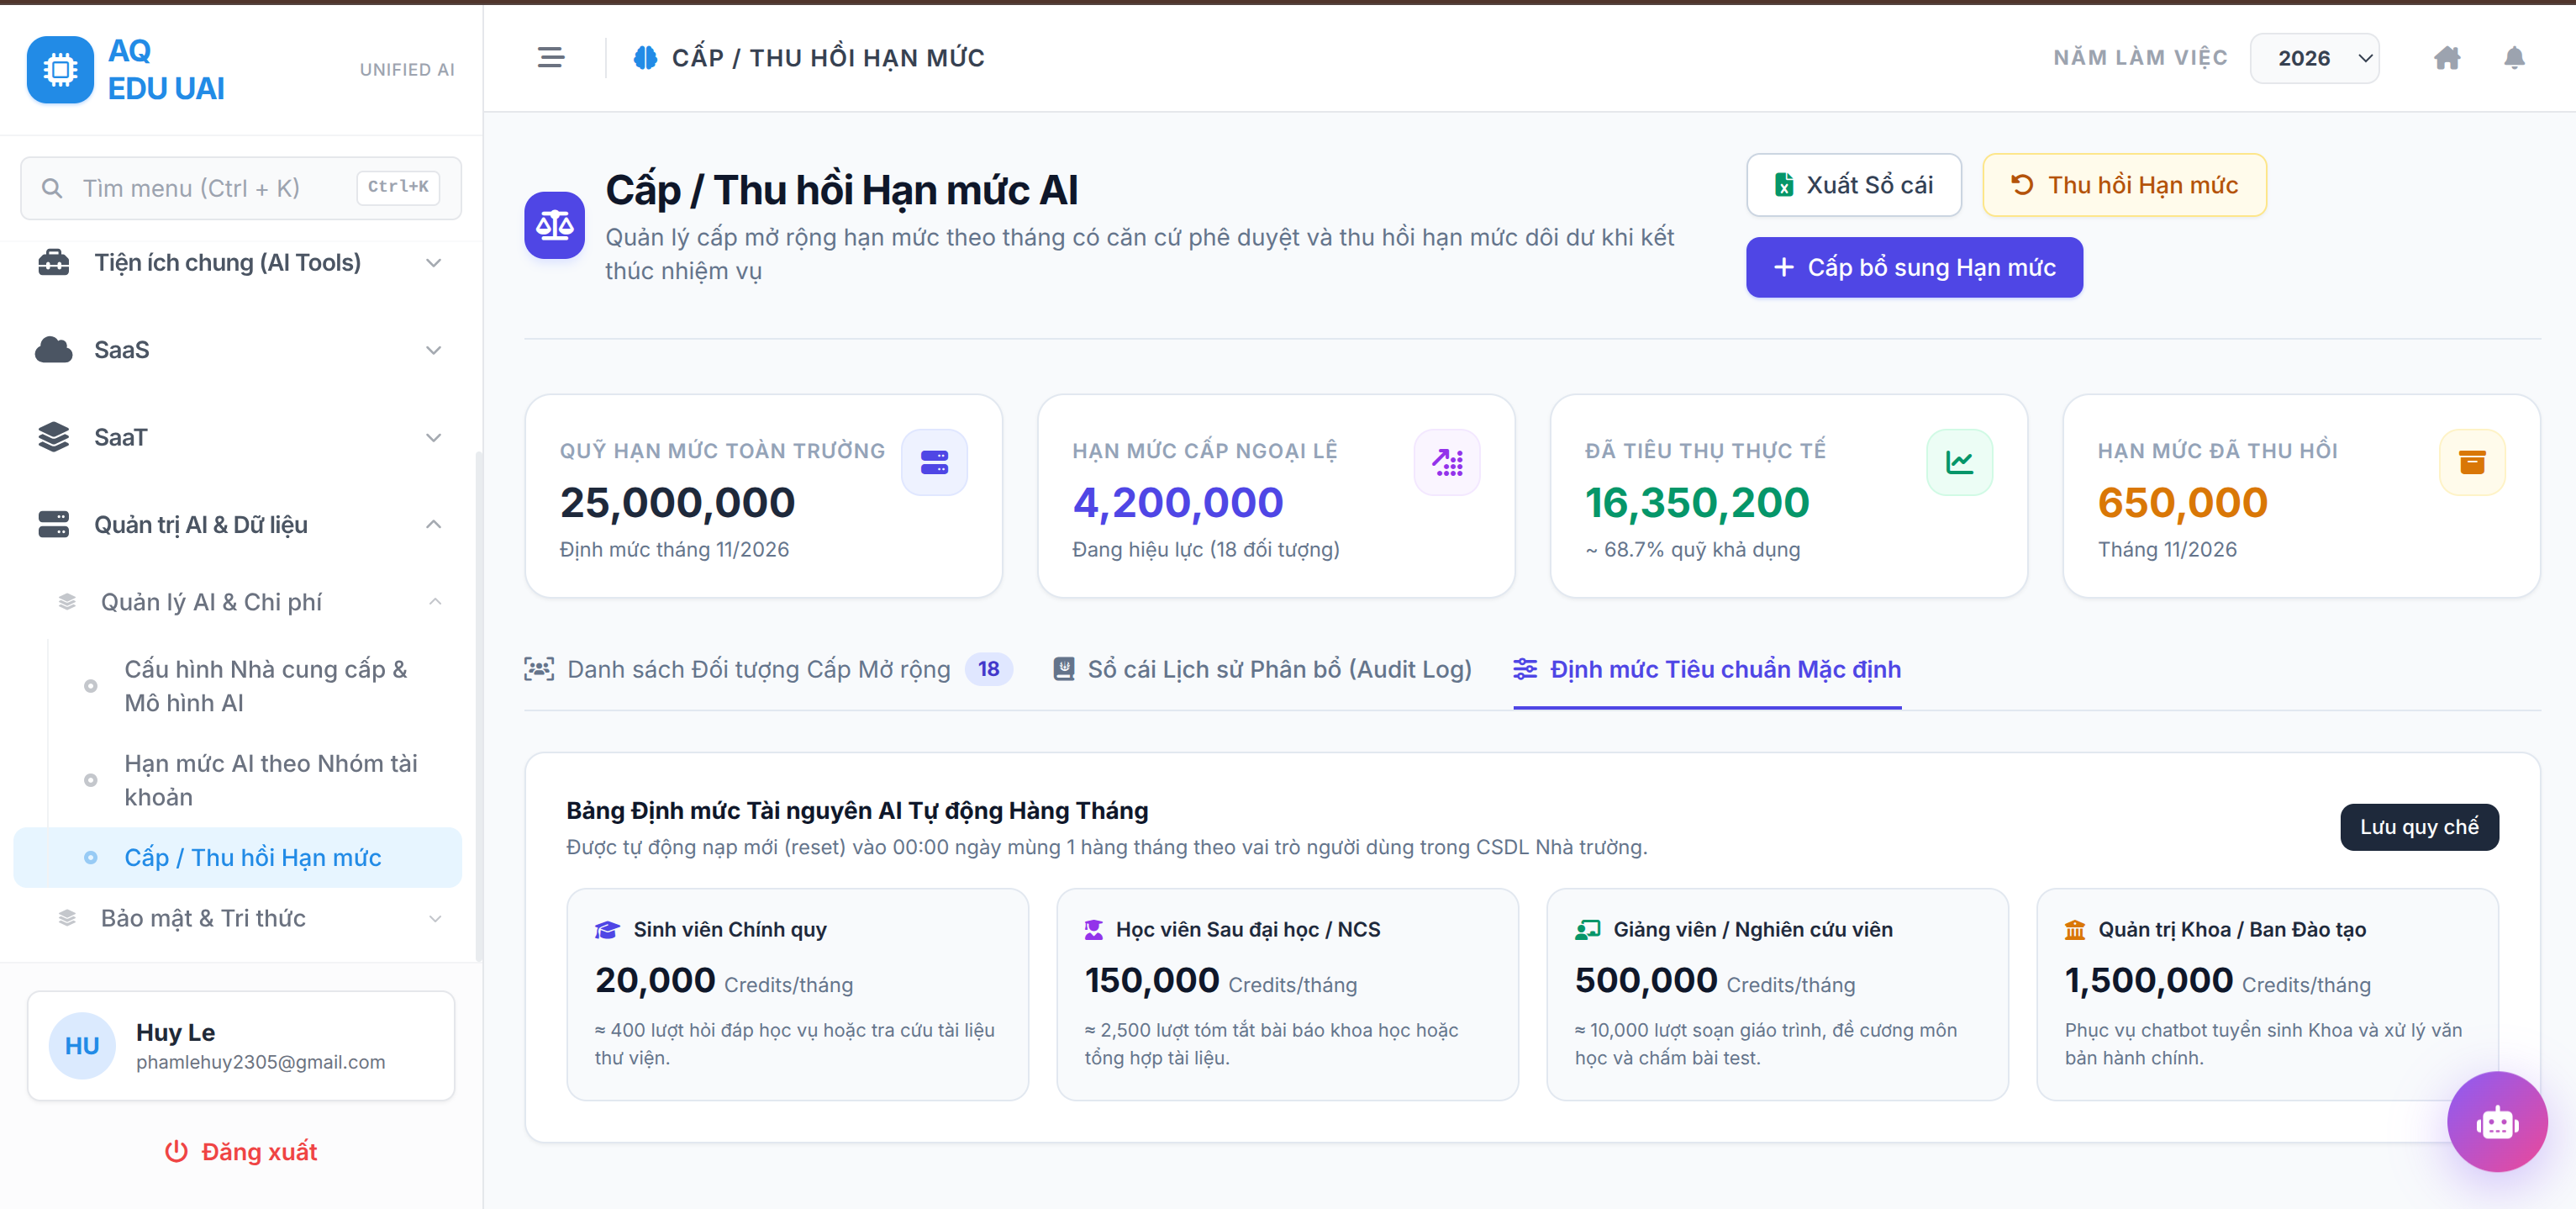 AQ
EDU UAI
UNIFIED AI
Tìm menu (Ctrl + K)
Ctrl+K
Tiện ích chung (AI Tools)
SaaS
SaaT
Quản trị AI & Dữ liệu
Quản lý AI & Chi phí
Cấu hình Nhà cung cấp &
Mô hình AI
Hạn mức AI theo Nhóm tài
khoản
Cấp / Thu hồi Hạn mức
Bảo mật & Tri thức
HU
Huy Le
phamlehuy2305@gmail.com
Đăng xuất
CẤP / THU HỒI HẠN MỨC
NĂM LÀM VIỆC
2026
Cấp / Thu hồi Hạn mức AI
Quản lý cấp mở rộng hạn mức theo tháng có căn cứ phê duyệt và thu hồi hạn mức dôi dư khi kết
thúc nhiệm vụ
Xuất Sổ cái
Thu hồi Hạn mức
Cấp bổ sung Hạn mức
QUỸ HẠN MỨC TOÀN TRƯỜNG
25,000,000
Định mức tháng 11/2026
HẠN MỨC CẤP NGOẠI LỆ
4,200,000
Đang hiệu lực (18 đối tượng)
ĐÃ TIÊU THỤ THỰC TẾ
16,350,200
~ 68.7% quỹ khả dụng
HẠN MỨC ĐÃ THU HỒI
650,000
Tháng 11/2026
Danh sách Đối tượng Cấp Mở rộng 18
Sổ cái Lịch sử Phân bổ (Audit Log)
Định mức Tiêu chuẩn Mặc định
Bảng Định mức Tài nguyên AI Tự động Hàng Tháng
Được tự động nạp mới (reset) vào 00:00 ngày mùng 1 hàng tháng theo vai trò người dùng trong CSDL Nhà trường.
Lưu quy chế
Sinh viên Chính quy
20,000 Credits/tháng
≈ 400 lượt hỏi đáp học vụ hoặc tra cứu tài liệu
thư viện.
Học viên Sau đại học / NCS
150,000 Credits/tháng
≈ 2,500 lượt tóm tắt bài báo khoa học hoặc
tổng hợp tài liệu.
Giảng viên / Nghiên cứu viên
500,000 Credits/tháng
≈ 10,000 lượt soạn giáo trình, đề cương môn
học và chấm bài test.
Quản trị Khoa / Ban Đào tạo
1,500,000 Credits/tháng
Phục vụ chatbot tuyển sinh Khoa và xử lý văn
bản hành chính.